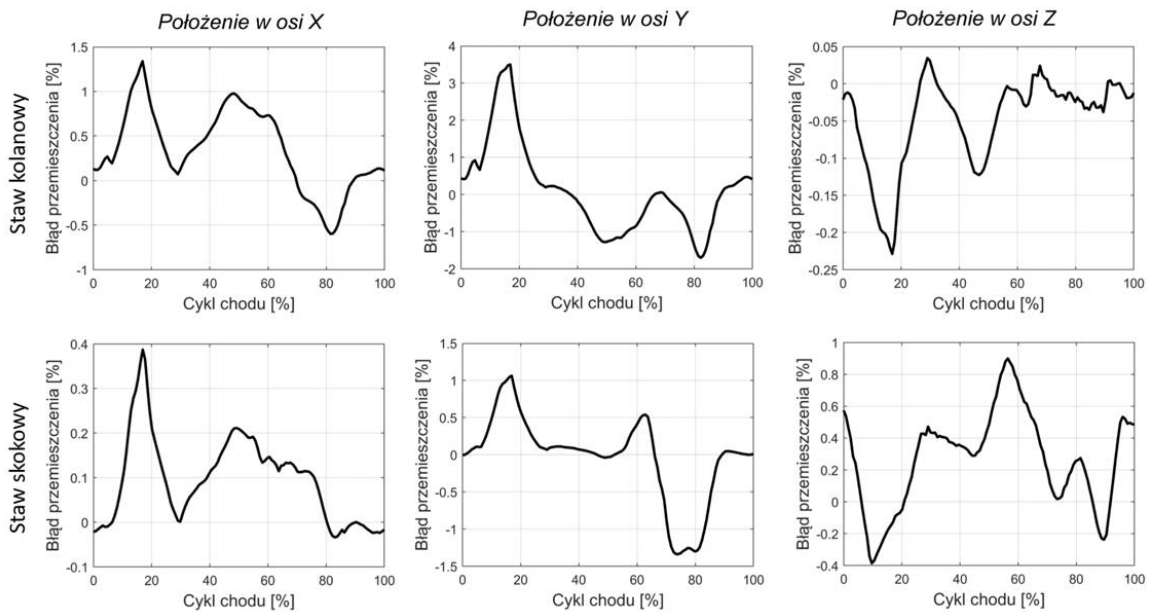 Położenie w osi X
Położenie w osi Y
Położenie w osi Z
Staw kolanowy
Błąd przemieszczenia [%]
1.5
1
0.5
0
-0.5
-1
0 20 40 60 80 100
Cykl chodu [%]
Błąd przemieszczenia [%]
4
3
2
1
0
-1
-2
0 20 40 60 80 100
Cykl chodu [%]
Błąd przemieszczenia [%]
0.05
0
-0.05
-0.1
-0.15
-0.2
-0.25
0 20 40 60 80 100
Cykl chodu [%]
Staw skokowy
Błąd przemieszczenia [%]
0.4
0.3
0.2
0.1
0
-0.1
0 20 40 60 80 100
Cykl chodu [%]
Błąd przemieszczenia [%]
1.5
1
0.5
0
-0.5
-1
-1.5
0 20 40 60 80 100
Cykl chodu [%]
Błąd przemieszczenia [%]
1
0.8
0.6
0.4
0.2
0
-0.2
-0.4
0 20 40 60 80 100
Cykl chodu [%]